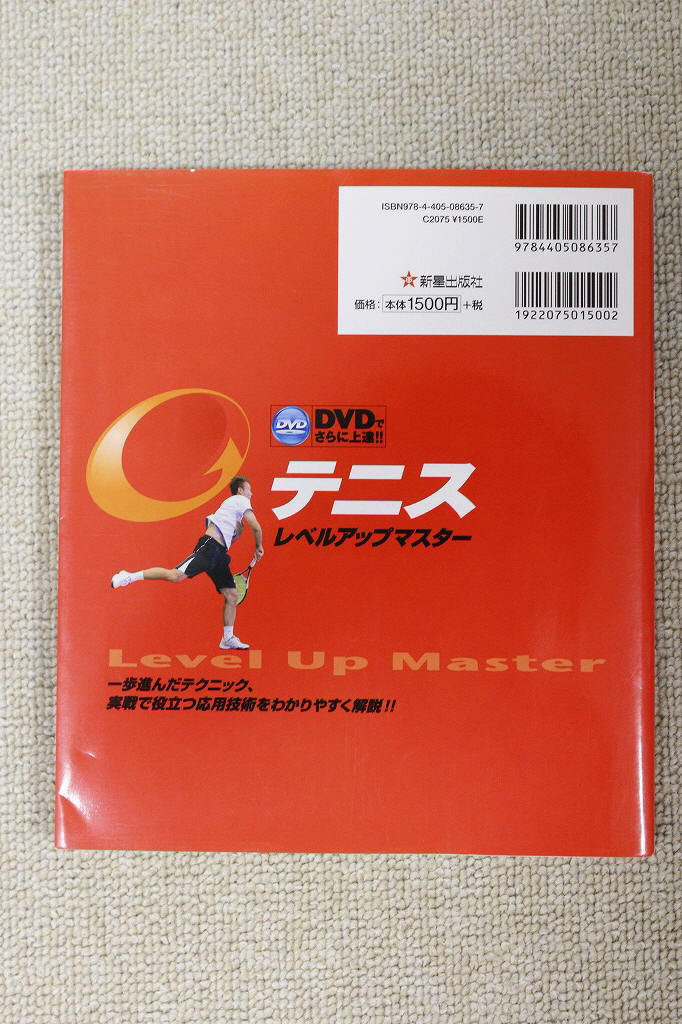 ISBN978-4-405-08635-7
C2075 ¥1500E
9784405086357
新星出版社
価格：本体1500円＋税
1922075015002
DVD
DVDで
さらに上達!!
テニス
レベルアップマスター
Level Up Master
一歩進んだテクニック、
実戦で役立つ応用技術をわかりやすく解説!!